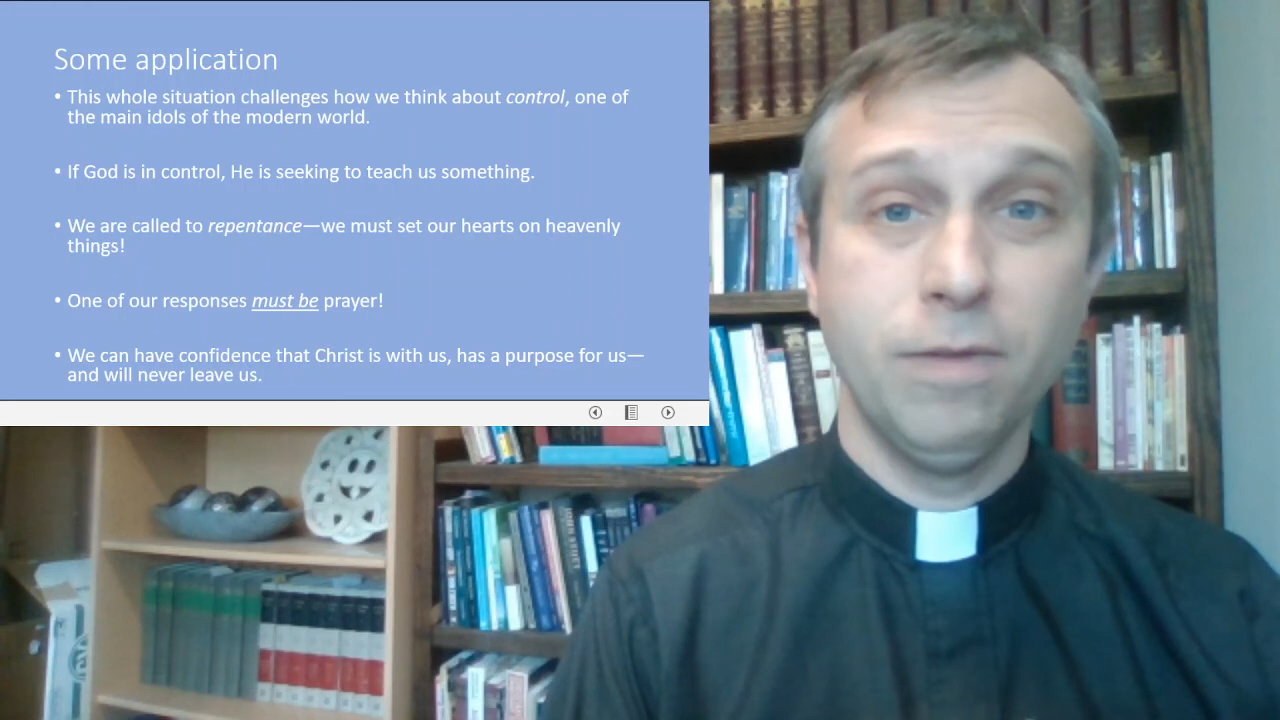 Some application
• This whole situation challenges how we think about control, one of
the main idols of the modern world.
• If God is in control, He is seeking to teach us something.
• We are called to repentance—we must set our hearts on heavenly
things!
• One of our responses must be prayer!
• We can have confidence that Christ is with us, has a purpose for us—
and will never leave us.